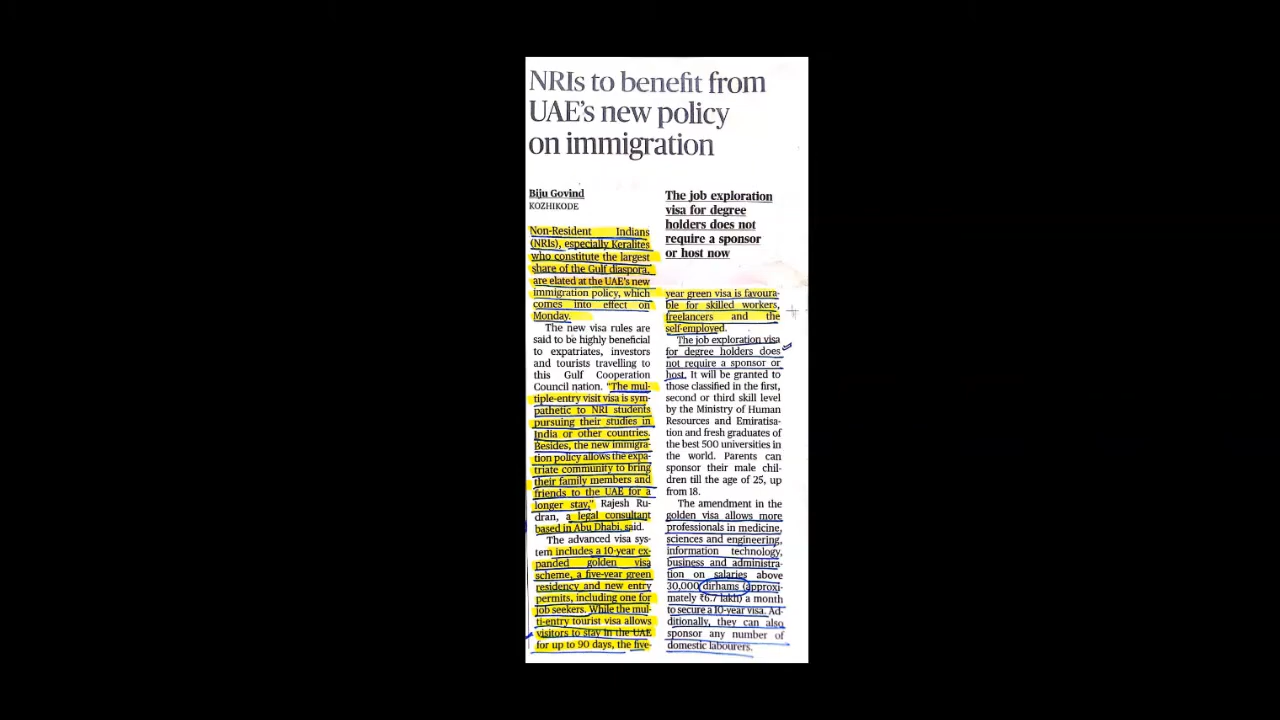 NRIs to benefit from
UAE's new policy
on immigration
Biju Govind
KOZHIKODE
Non-Resident Indians
(NRIs), especially Keralites
who constitute the largest
share of the Gulf diaspora,
are elated at the UAE's new
immigration policy, which
comes into effect on
Monday.
The new visa rules are
said to be highly beneficial
to expatriates, investors
and tourists travelling to
this Gulf Cooperation
Council nation. "The mul-
tiple-entry visit visa is sym-
pathetic to NRI students
pursuing their studies in
India or other countries.
Besides, the new immigra-
tion policy allows the expa-
triate community to bring
their family members and
friends to the UAE for a
longer stay," Rajesh Ru-
dran, a legal consultant
based in Abu Dhabi, said.
The advanced visa sys-
tem includes a 10-year ex-
panded golden visa
scheme, a five-year green
residency and new entry
permits, including one for
job seekers. While the mul-
ti-entry tourist visa allows
visitors to stay in the UAE
for up to 90 days, the five-
The job exploration
visa for degree
holders does not
require a sponsor
or host now
year green visa is favoura-
ble for skilled workers,
freelancers and the
self-employed.
The job exploration visa
for degree holders does
not require a sponsor or
host. It will be granted to
those classified in the first,
second or third skill level
by the Ministry of Human
Resources and Emiratisa-
tion and fresh graduates of
the best 500 universities in
the world. Parents can
sponsor their male chil-
dren till the age of 25, up
from 18.
The amendment in the
golden visa allows more
professionals in medicine,
sciences and engineering,
information technology,
business and administra-
tion on salaries above
30,000 dirhams (approxi-
mately ₹6.7 lakh) a month
to secure a 10-year visa. Ad-
ditionally, they can also
sponsor any number of
domestic labourers.